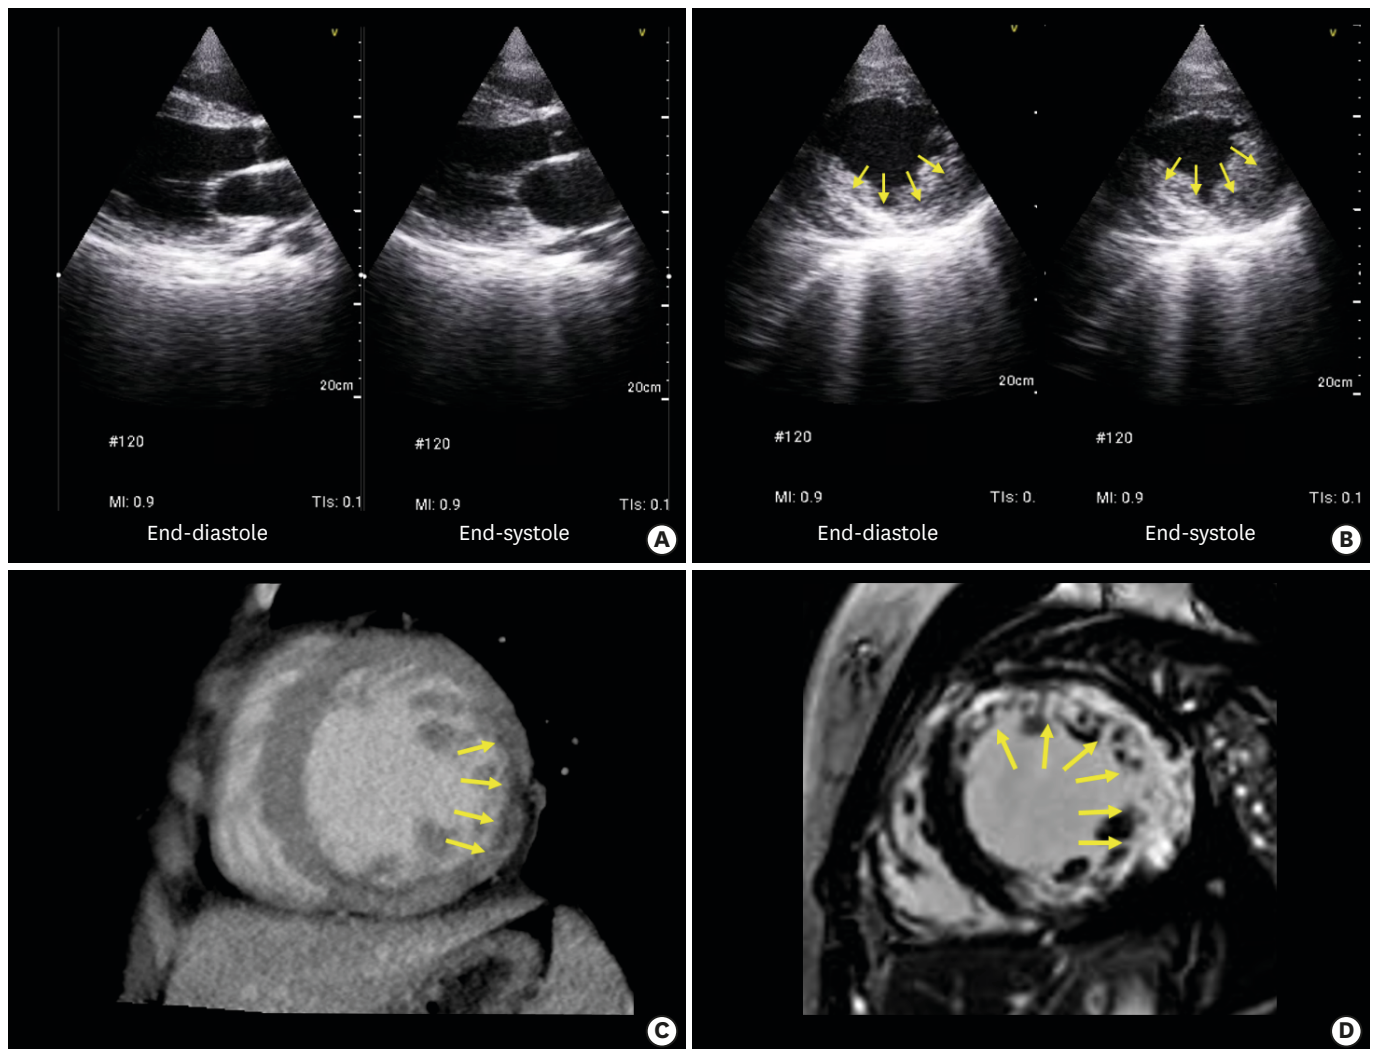 V
V
20cm
20cm
#120
#120
MI: 0.9
TIs: 0.1
MI: 0.9
TIs: 0.1
End-diastole
End-systole
A
V
V
20cm
20cm
#120
#120
MI: 0.9
TIs: 0.
MI: 0.9
TIs: 0.1
End-diastole
End-systole
B
C
D